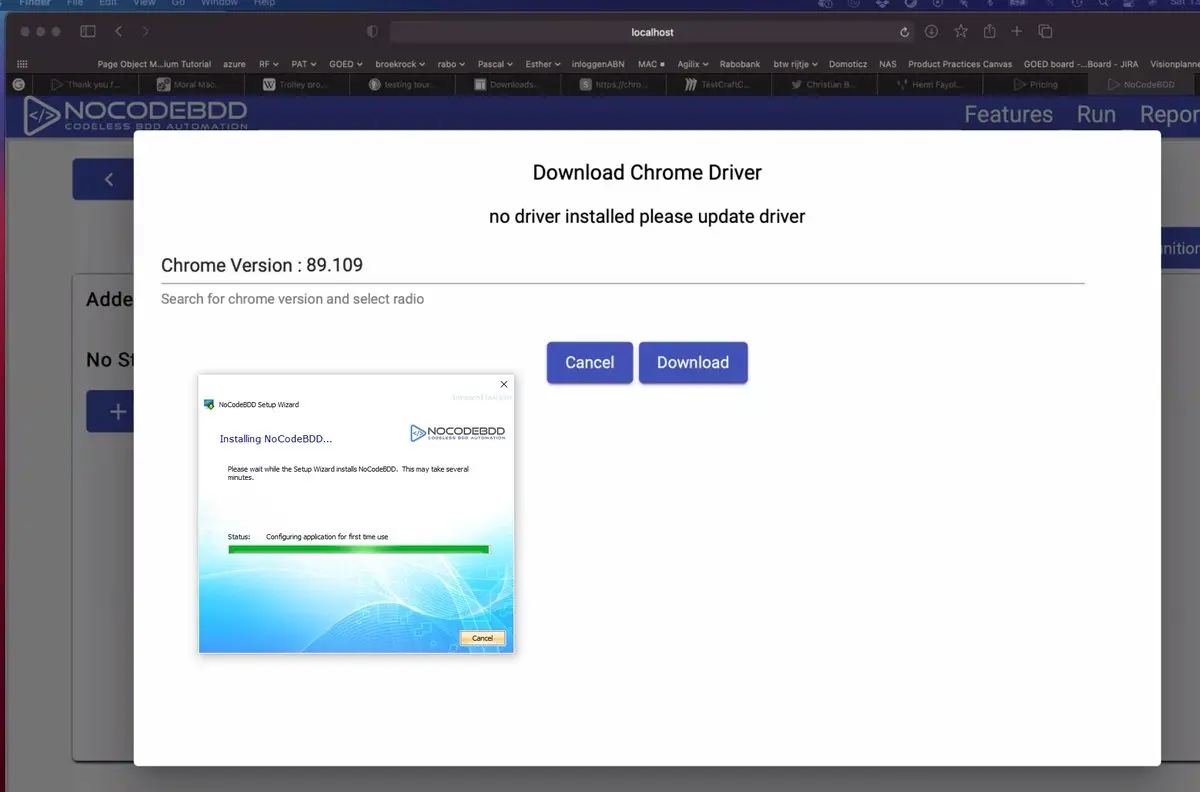 Finder File Edit View Go Window Help
localhost
Page Object M...ium Tutorial azure RF PAT GOED broekrock rabo Pascal Esther inloggenABN MAC Agilix Rabobank btw rijtje Domoticz NAS Product Practices Canvas GOED board -...Board - JIRA Visionplanne
"Thank you f... Moral Mac... Trolley pro... testing tour... Downloads... https://chro... TestCraftC... Christian B... Henri Fayol... Pricing NoCodeBDD
NOCODEBDD
CODELESS BDD AUTOMATION
Features Run Repor
Download Chrome Driver
no driver installed please update driver
nition
Chrome Version : 89.109
Search for chrome version and select radio
Adde
No St
Cancel Download
NoCodeBDD Setup Wizard
Installing NoCodeBDD...
NOCODEBDD
CODELESS BDD AUTOMATION
Please wait while the Setup Wizard installs NoCodeBDD. This may take several
minutes.
Status: Configuring application for first time use
Cancel